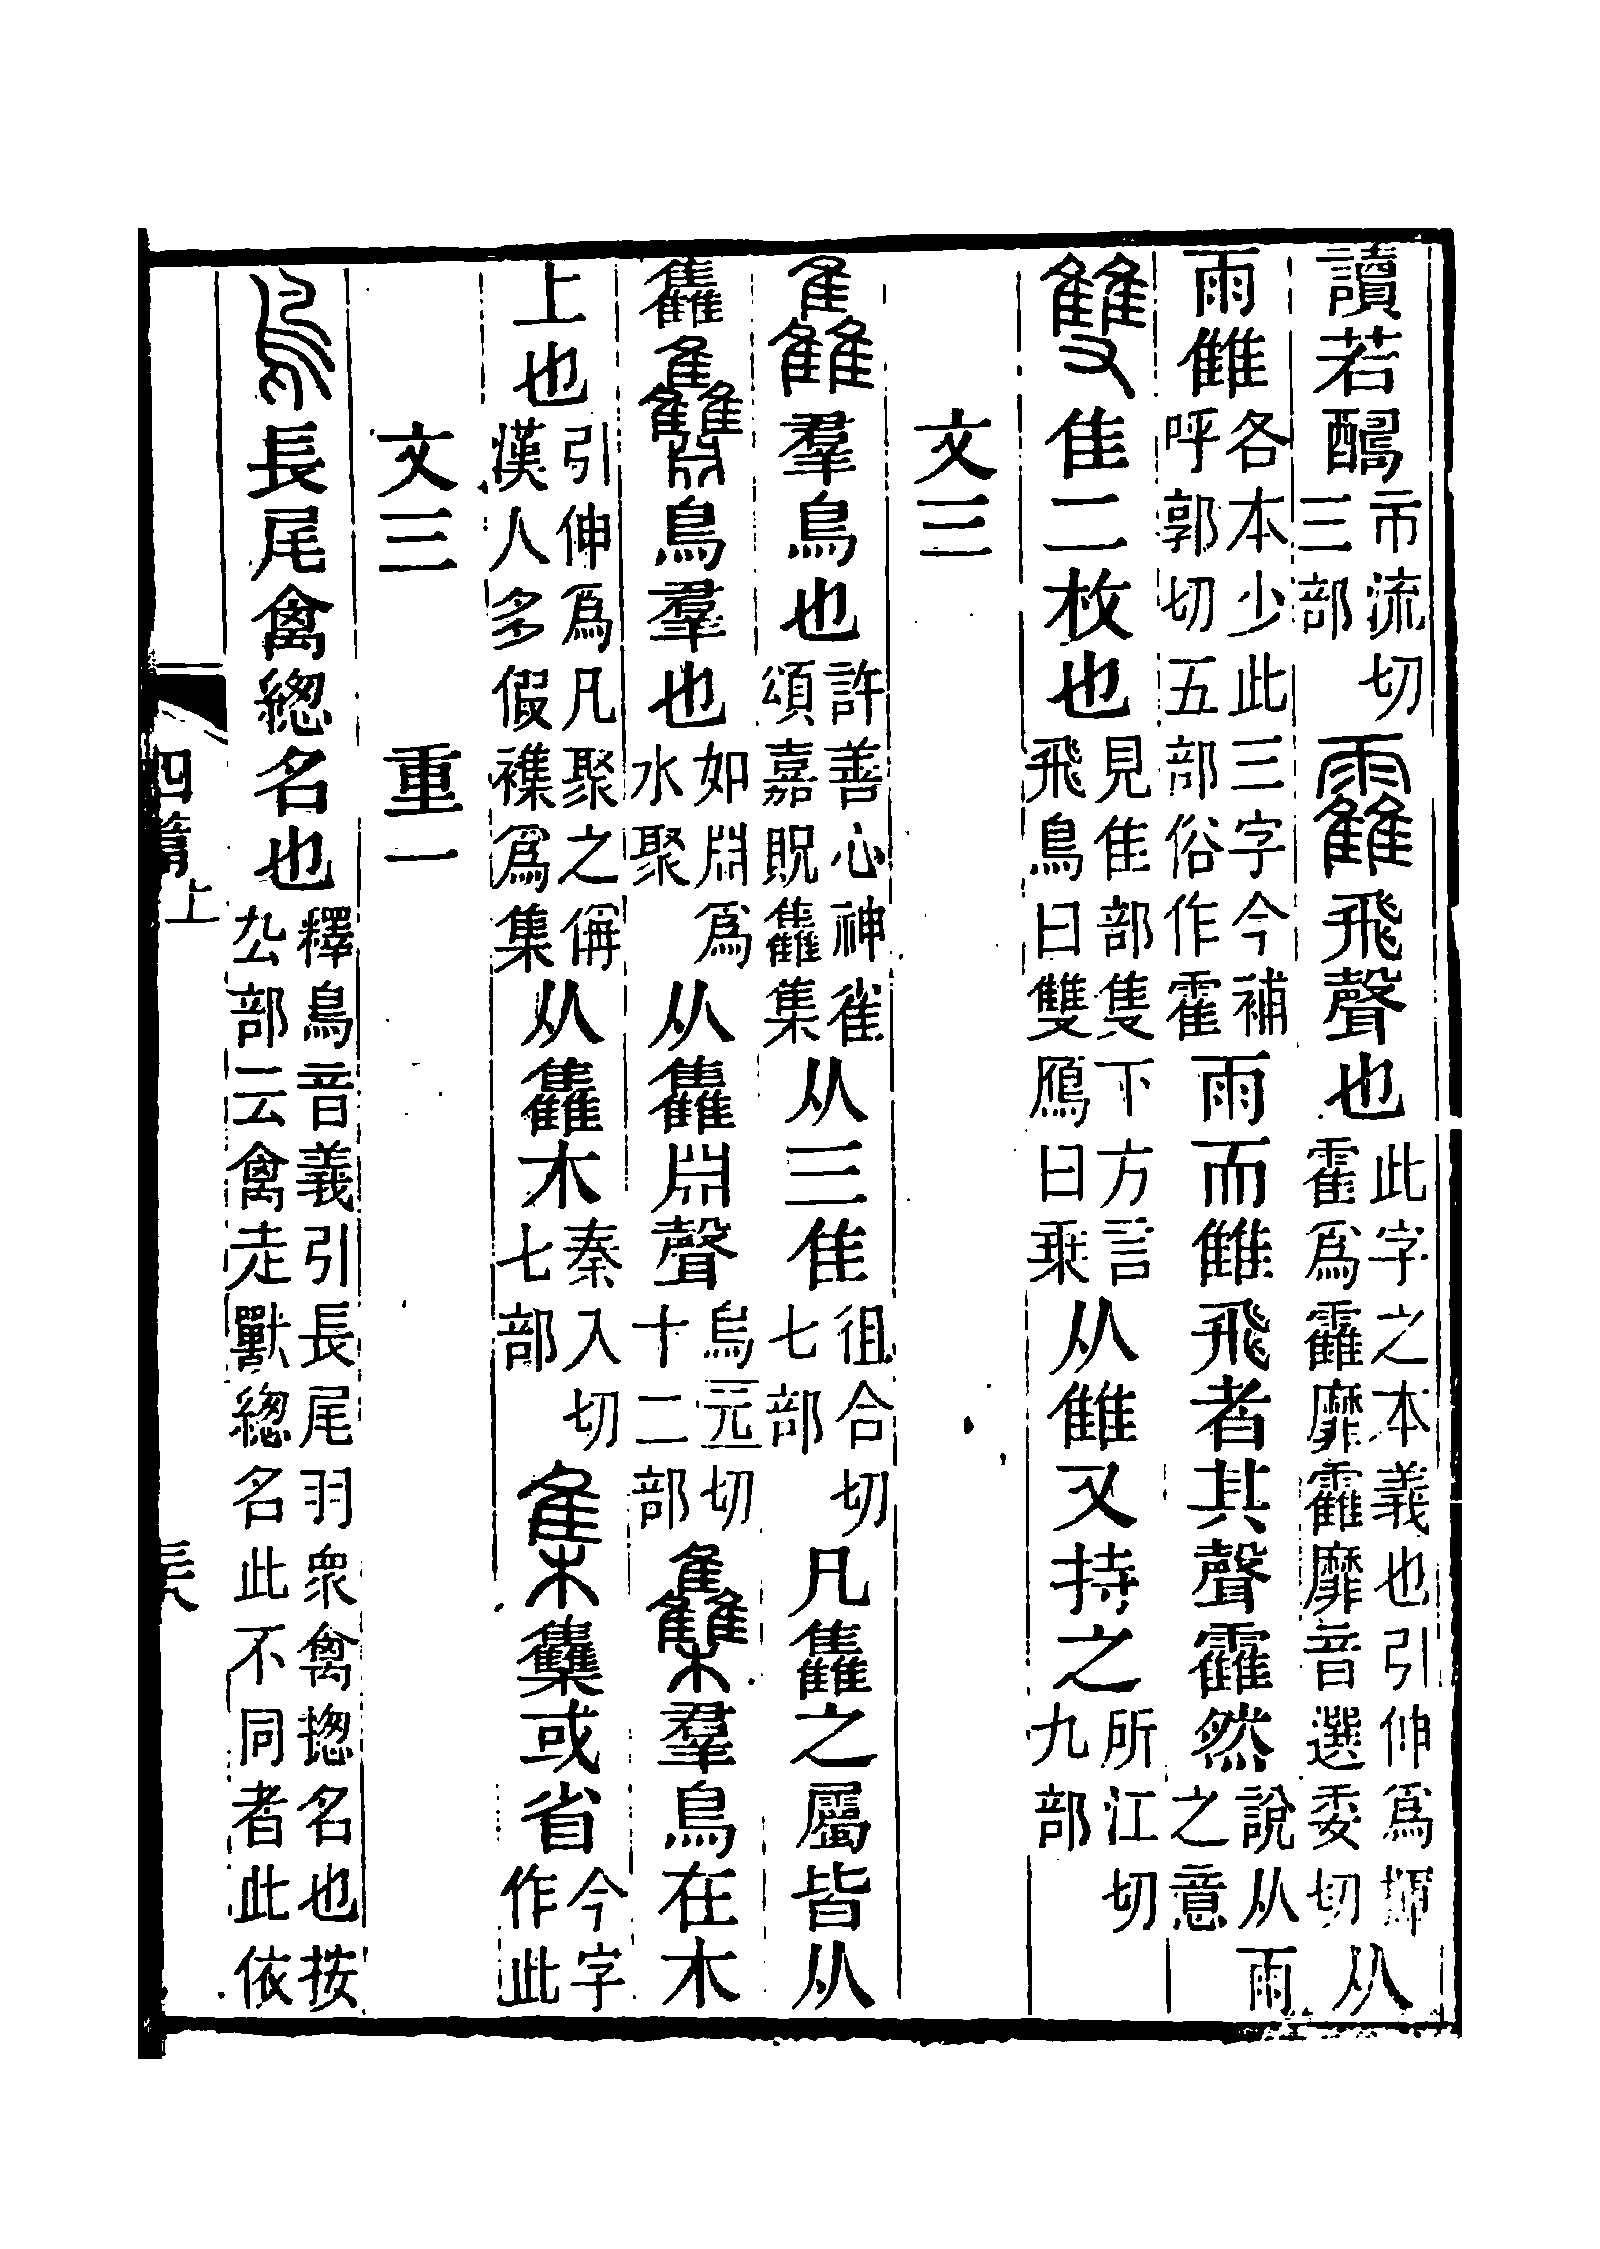 讀若醻市流切三部靃飛聲也此字之本義也引伸爲揮霍爲靃靡靃靡音選委切从
雨雔各本少此三字今補呼郭切五部俗作霍雨而雔飛者其聲靃然說从雨之意
雙隹二枚也見隹部隻下方言飛鳥曰雙鴈曰乘从雔又持之所江切九部
文三
雥羣鳥也許善心神雀頌嘉貺雥集从三隹徂合切七部凡雥之屬皆从
雥鳥羣也如𣶒爲水聚从雥𣶒聲烏元切十二部雧羣鳥在木
上也引伸爲凡聚之偁漢人多假襍爲集从雥木秦入切七部集雧或省今字作此
文三 重一
鳥長尾禽緫名也釋鳥音義引長尾羽衆禽揔名也按厹部云禽走獸緫名此不同者此依
四篇上